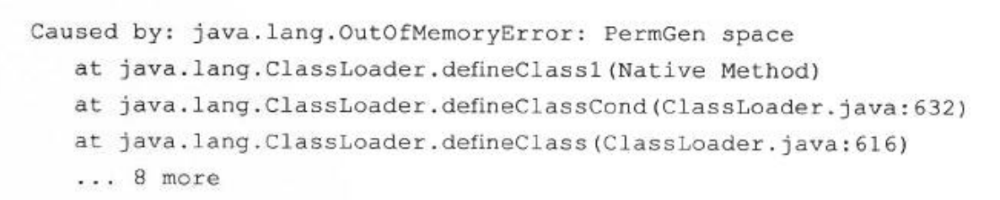 Caused by: java.lang.OutOfMemoryError: PermGen space
at java.lang.ClassLoader.defineClass1(Native Method)
at java.lang.ClassLoader.defineClassCond(ClassLoader.java:632)
at java.lang.ClassLoader.defineClass(ClassLoader.java:616)
... 8 more